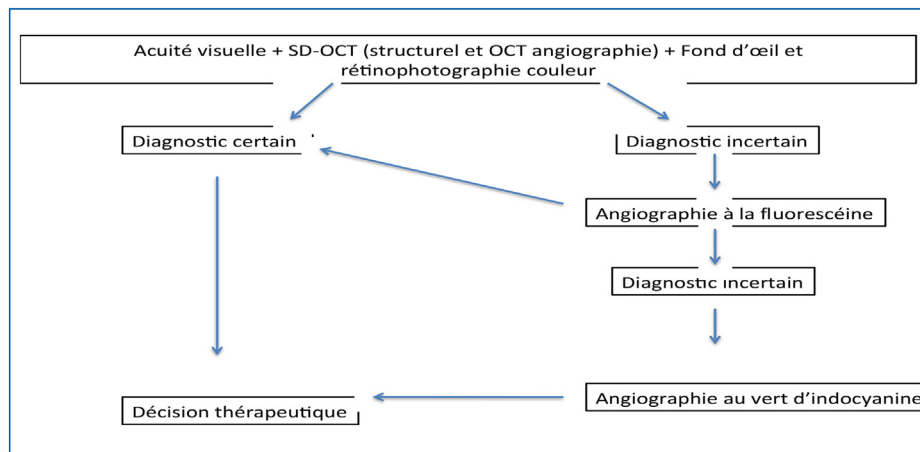 Acuité visuelle + SD-OCT (structurel et OCT angiographie) + Fond d’œil et
rétinophotographie couleur
Diagnostic certain
Diagnostic incertain
Angiographie à la fluorescéine
Diagnostic incertain
Angiographie au vert d’indocyanine
Décision thérapeutique